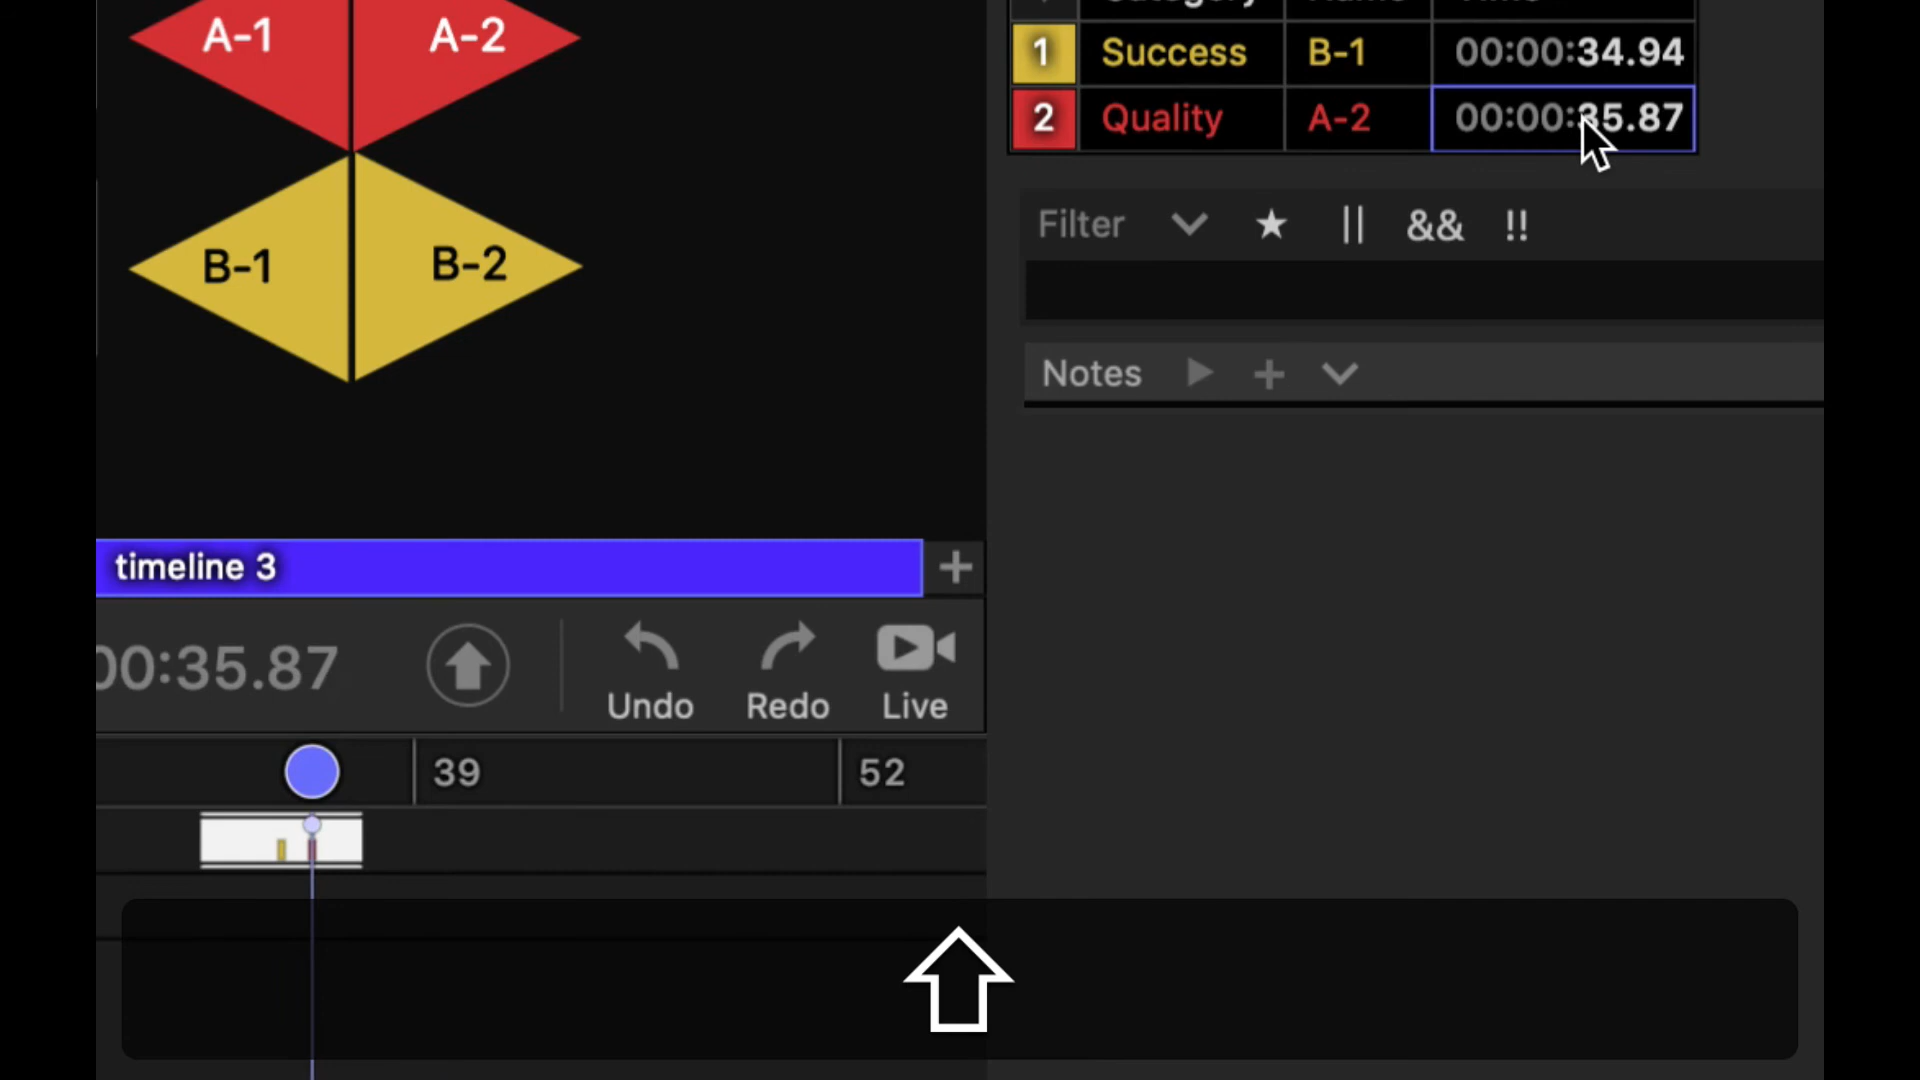 A-1 A-2
B-1 B-2
Category
1 Success B-1 00:00:34.94
2 Quality A-2 00:00:35.87
Filter ★ || && !!
Notes
timeline 3 +
00:35.87
Undo Redo Live
39 52